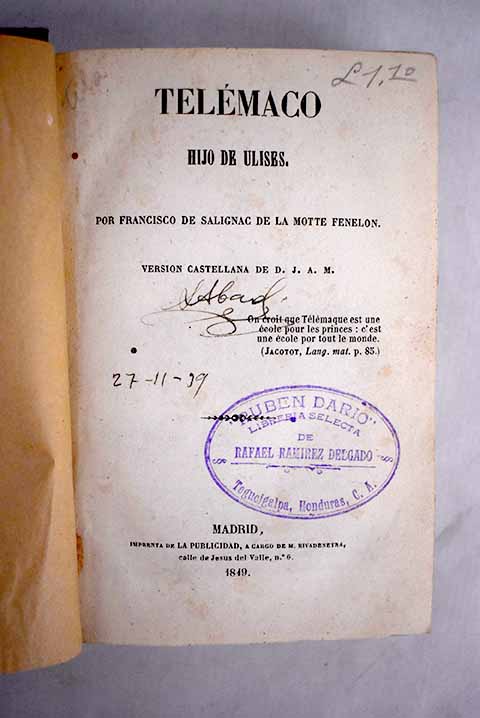 £1,10
TELÉMACO
HIJO DE ULISES.
POR FRANCISCO DE SALIGNAC DE LA MOTTE FENELON.
VERSION CASTELLANA DE D. J. A. M.
Abad
On croit que Télémaque est une
école pour les princes : c'est
une école por tout le monde.
(JACOTOT, Lang. mat. p. 85.)
27-11-39
"RUBEN DARIO"
LIBRERIA SELECTA
DE
RAFAEL RAMIREZ DELGADO
Tegucigalpa, Honduras, C. A.
MADRID,
IMPRENTA DE LA PUBLICIDAD, A CARGO DE M. RIVADENEYRA,
calle de Jesus del Valle, n.º 6.
1849.